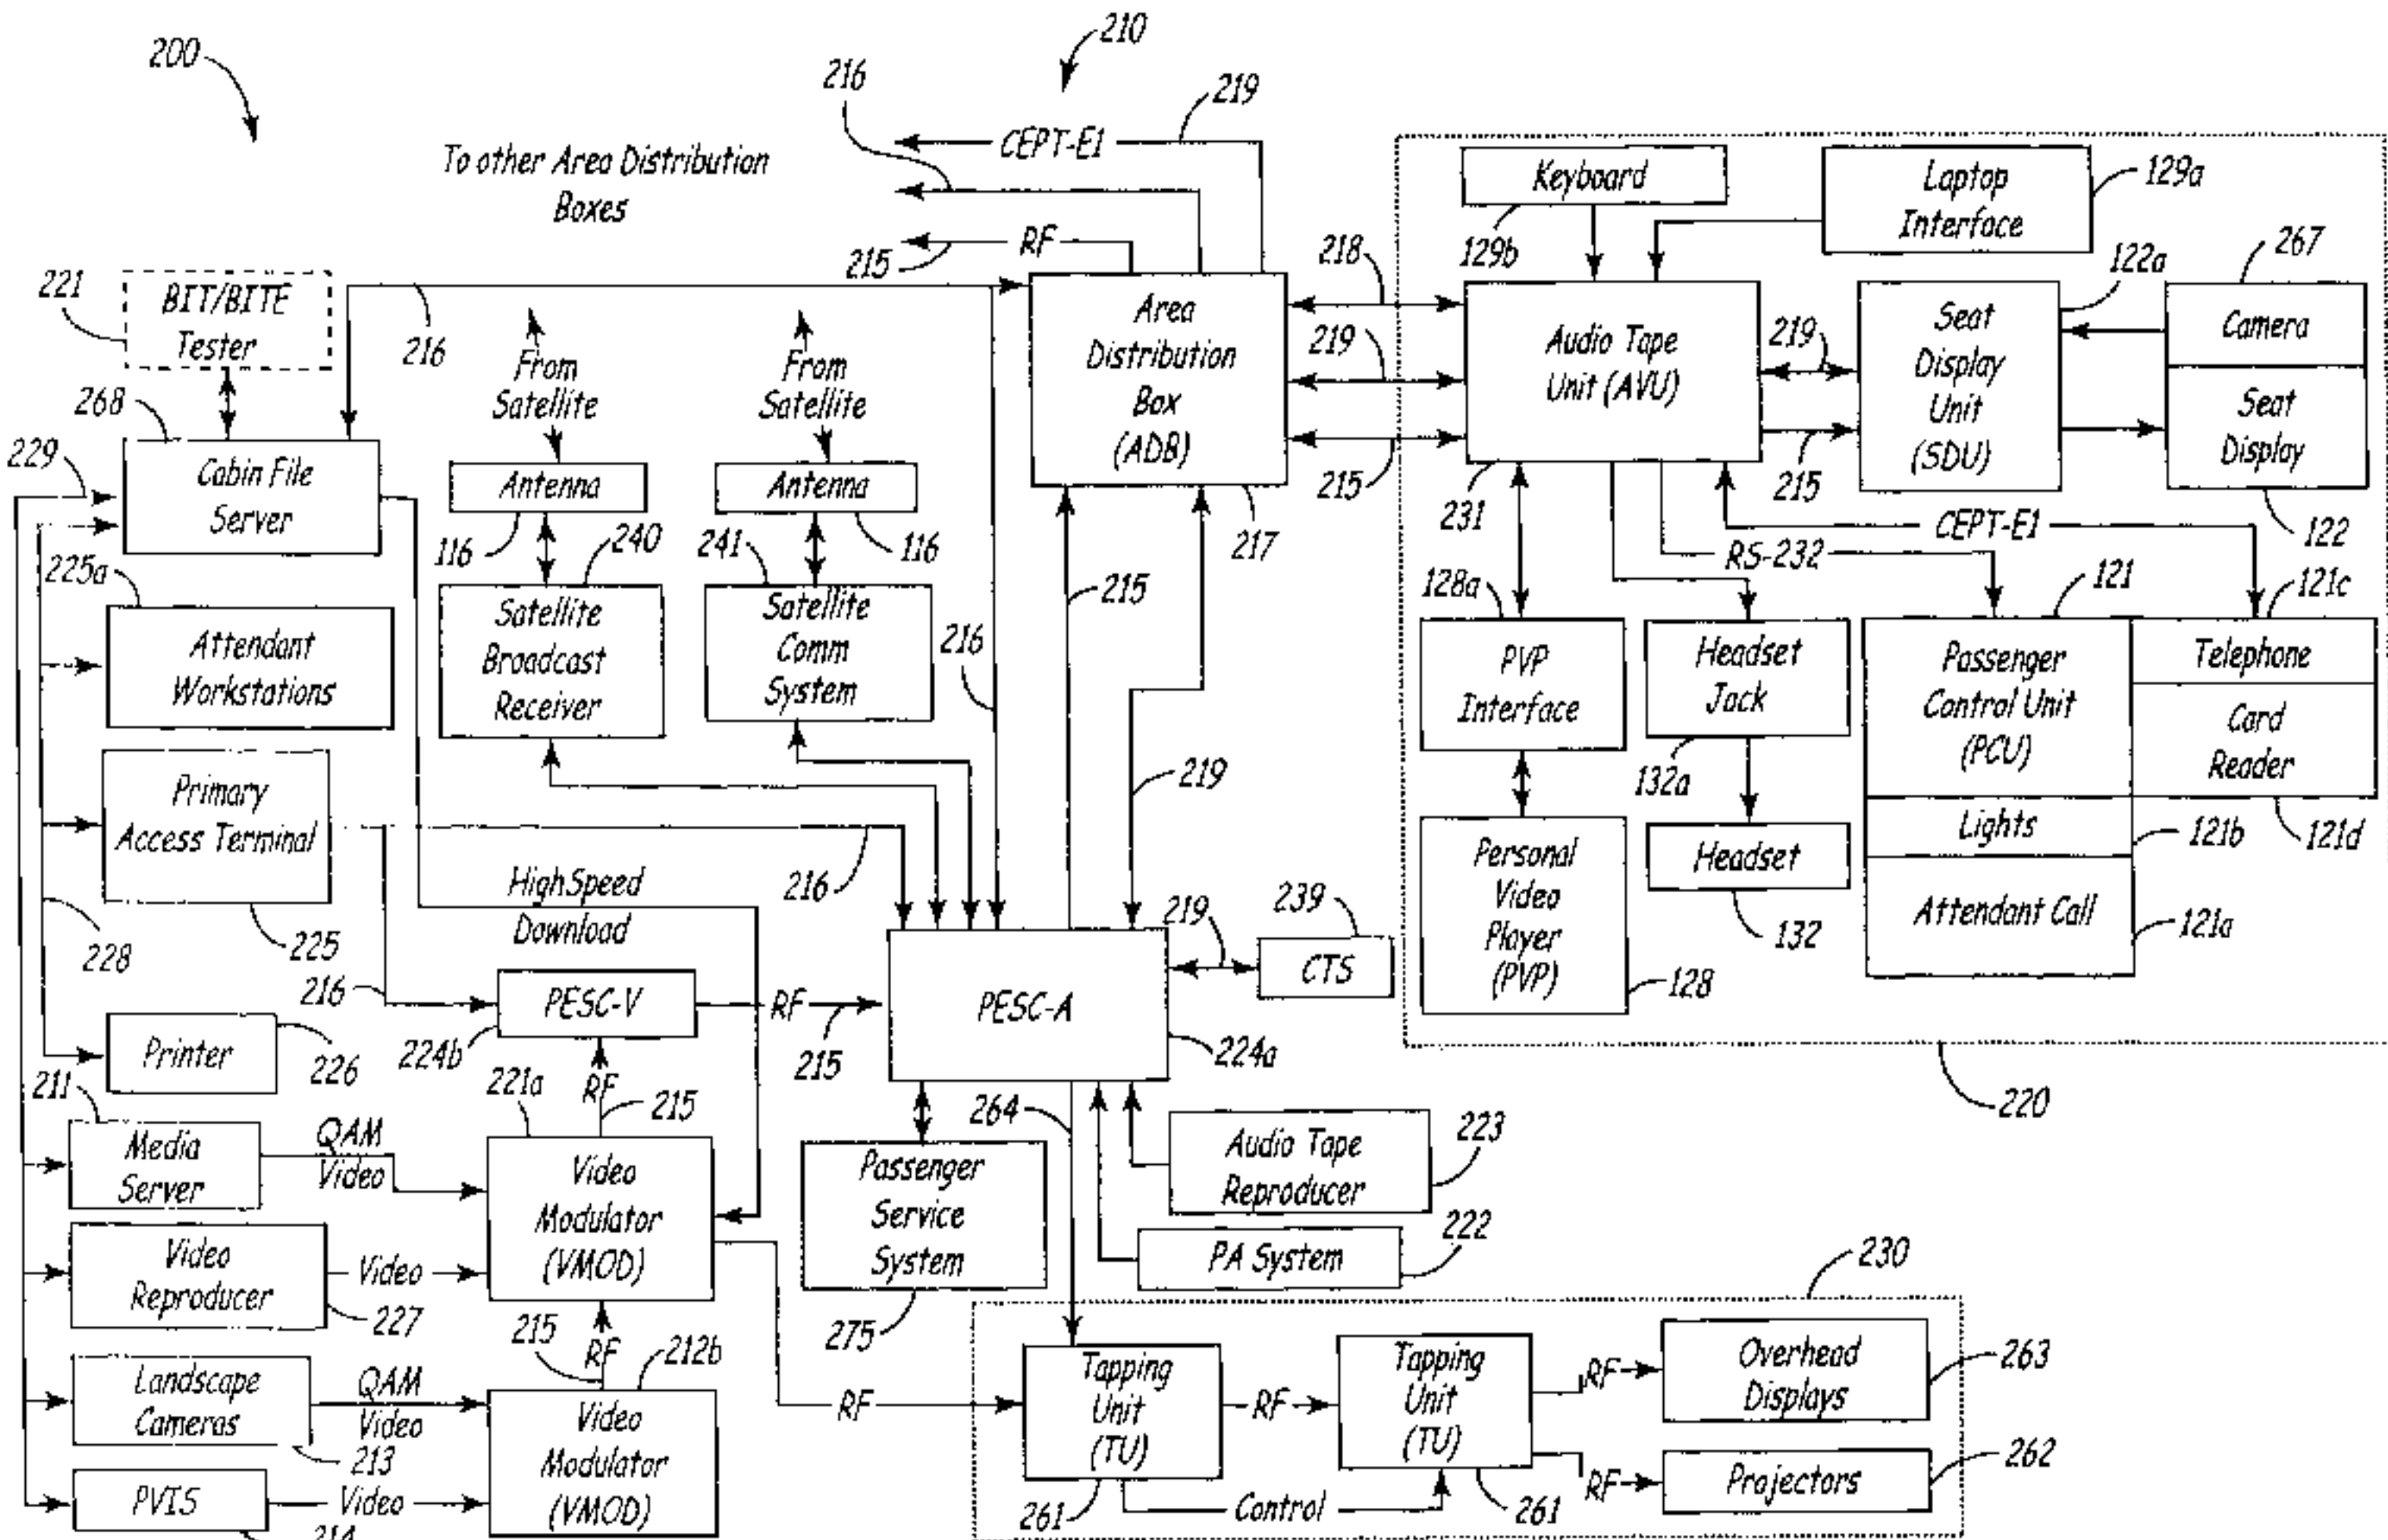 200
210
216
219
CEPT-E1
To other Area Distribution
Boxes
RF
215
221
BIT/BITE
Tester
216
268
229
Cabin File
Server
From
Satellite
Antenna
116
From
Satellite
Antenna
116
240
241
Satellite
Broadcast
Receiver
Satellite
Comm
System
225a
Attendant
Workstations
Primary
Access Terminal
225
228
216
216
High Speed
Download
216
Printer
226
PESC-V
224b
RF
215
PESC-A
224a
219
239
CTS
Area
Distribution
Box
(ADB)
217
215
219
218
219
215
Keyboard
129b
Laptop
Interface
129a
Audio Tape
Unit (AVU)
231
219
215
Seat
Display
Unit
(SDU)
122a
267
Camera
Seat
Display
122
CEPT-E1
RS-232
128a
PVP
Interface
Headset
Jack
132a
Headset
132
Personal
Video
Player
(PVP)
128
121
Passenger
Control Unit
(PCU)
121c
Telephone
Card
Reader
121d
Lights
121b
Attendant Call
121a
220
211
Media
Server
QAM
Video
221a
RF
215
Video
Modulator
(VMOD)
Video
Reproducer
227
Video
Landscape
Cameras
213
QAM
Video
215
RF
212b
Video
Modulator
(VMOD)
PVIS
214
Video
Passenger
Service
System
275
264
Audio Tape
Reproducer
223
PA System
222
230
RF
Tapping
Unit
(TU)
261
RF
Tapping
Unit
(TU)
261
Control
RF
Overhead
Displays
263
RF
Projectors
262